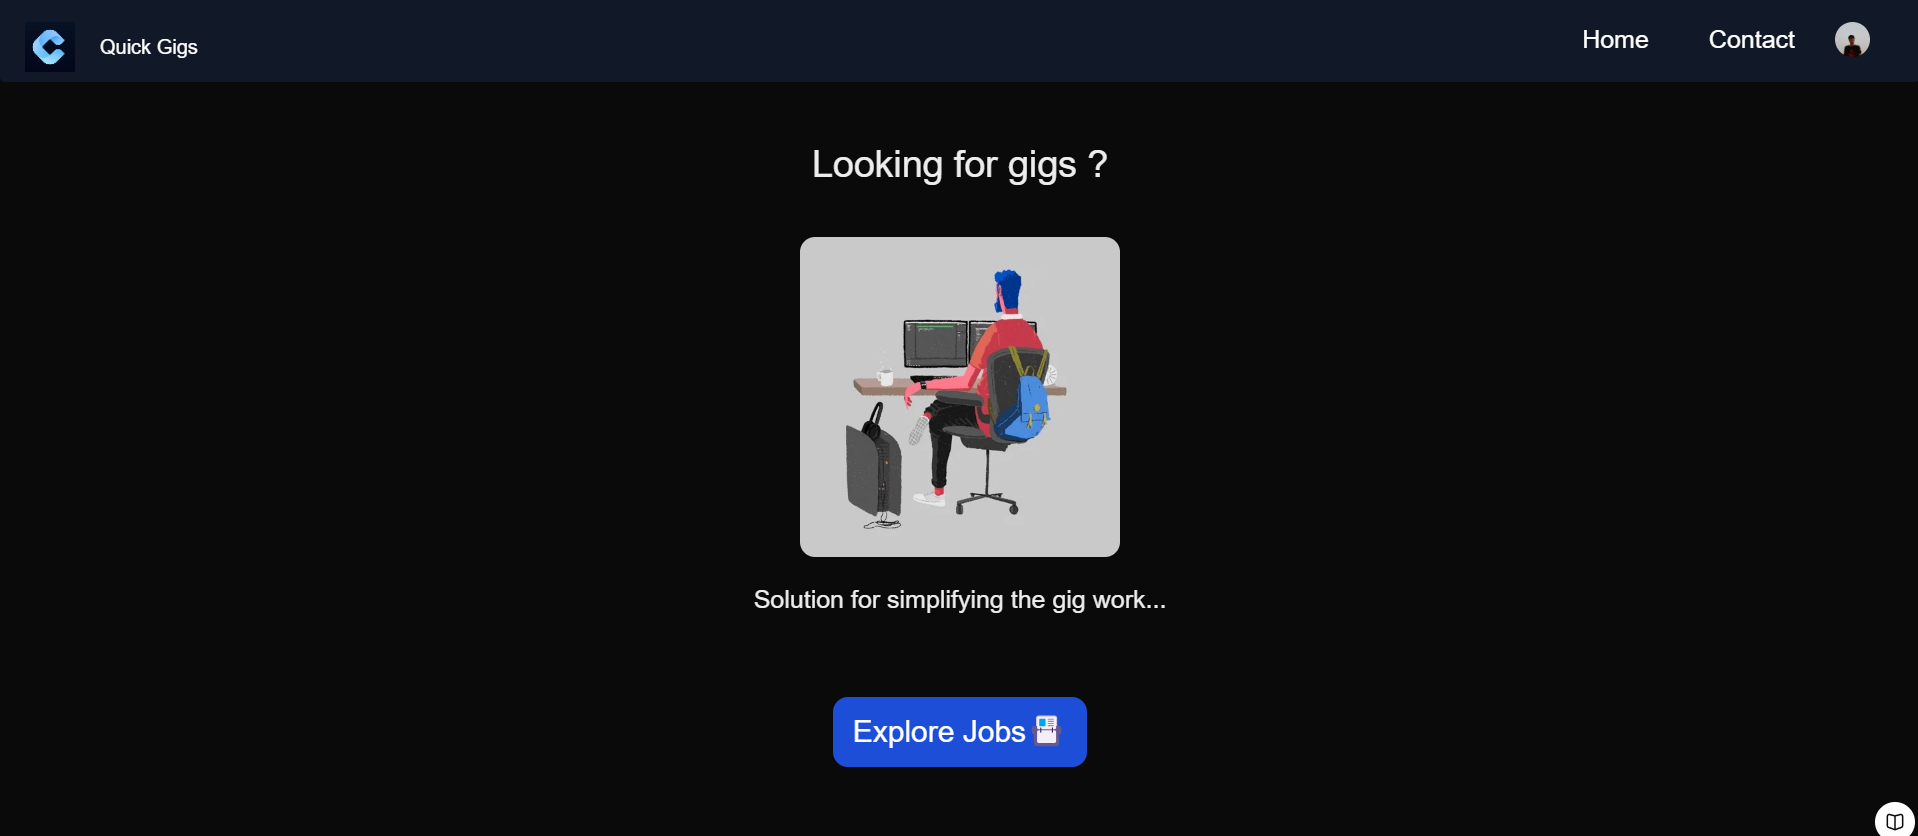 Quick Gigs
Home
Contact
Looking for gigs ?
Solution for simplifying the gig work...
Explore Jobs